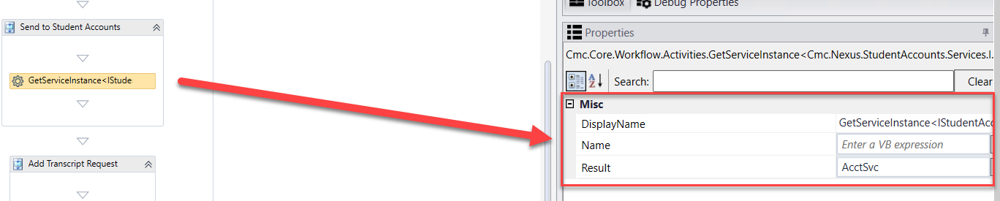 Toolbox
Debug Properties
Send to Student Accounts
GetServiceInstance<IStude
Add Transcript Request
Properties
Cmc.Core.Workflow.Activities.GetServiceInstance<Cmc.Nexus.StudentAccounts.Services.I.
Search:
Clear
Misc
DisplayName
GetServiceInstance<IStudentAcc
Name
Enter a VB expression
Result
AcctSvc